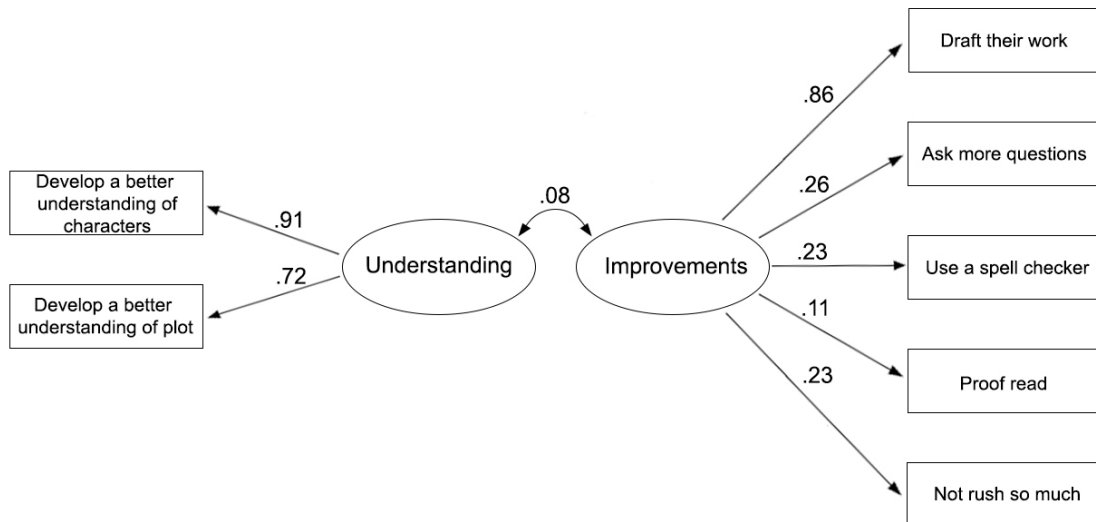 Draft their work
.86
Ask more questions
.26
.08
Develop a better
understanding of
characters
.91
Understanding
Improvements
.23
Use a spell checker
.72
Develop a better
understanding of plot
.11
Proof read
.23
Not rush so much